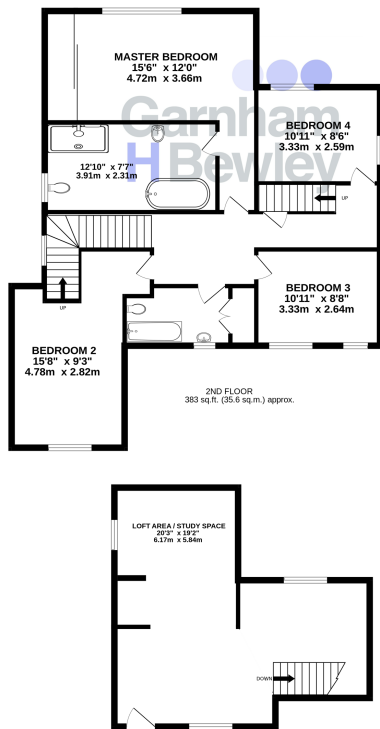 MASTER BEDROOM
15'6" x 12'0"
4.72m x 3.66m
Garnham
H Bewley
BEDROOM 4
10'11" x 8'6"
3.33m x 2.59m
12'10" x 7'7"
3.91m x 2.31m
UP
UP
BEDROOM 3
10'11" x 8'8"
3.33m x 2.64m
BEDROOM 2
15'8" x 9'3"
4.78m x 2.82m
2ND FLOOR
383 sq.ft. (35.6 sq.m.) approx.
LOFT AREA / STUDY SPACE
20'3" x 19'2"
6.17m x 5.84m
DOWN